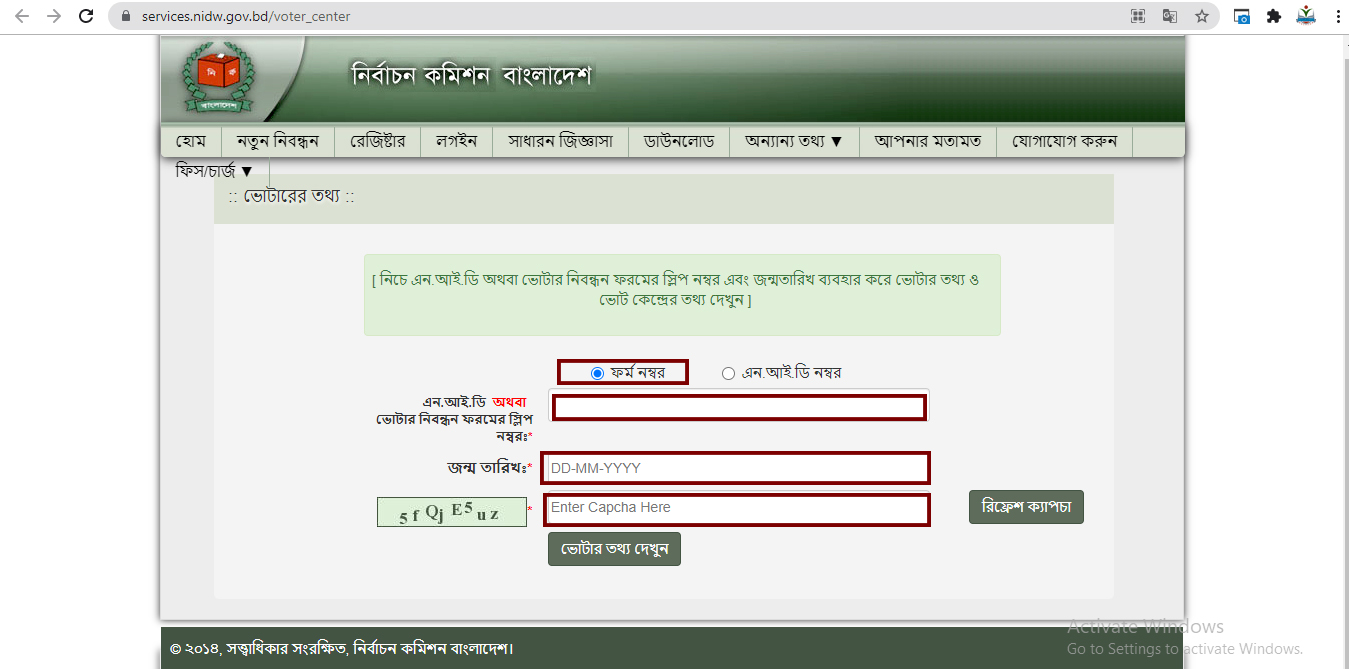 services.nidw.gov.bd/voter_center
নি ক
বাংলাদেশ
নির্বাচন কমিশন বাংলাদেশ
হোম নতুন নিবন্ধন রেজিষ্টার লগইন সাধারন জিজ্ঞাসা ডাউনলোড অন্যান্য তথ্য ▼ আপনার মতামত যোগাযোগ করুন
ফিস/চার্জ ▼
:: ভোটারের তথ্য ::
[ নিচে এন.আই.ডি অথবা ভোটার নিবন্ধন ফরমের স্লিপ নম্বর এবং জন্মতারিখ ব্যবহার করে ভোটার তথ্য ও
ভোট কেন্দ্রের তথ্য দেখুন ]
ফর্ম নম্বর এন.আই.ডি নম্বর
এন.আই.ডি অথবা
ভোটার নিবন্ধন ফরমের স্লিপ
নম্বরঃ*
জন্ম তারিখঃ* DD-MM-YYYY
5 f Qj E5 u z * Enter Capcha Here রিফ্রেশ ক্যাপচা
ভোটার তথ্য দেখুন
Activate Windows
Go to Settings to activate Windows.
© ২০১৪, সত্ত্বাধিকার সংরক্ষিত, নির্বাচন কমিশন বাংলাদেশ।